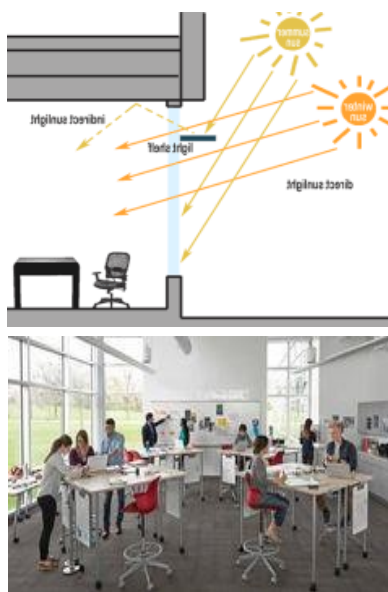 summer
sun
winter
sun
indirect sunlight
light shelf
direct sunlight